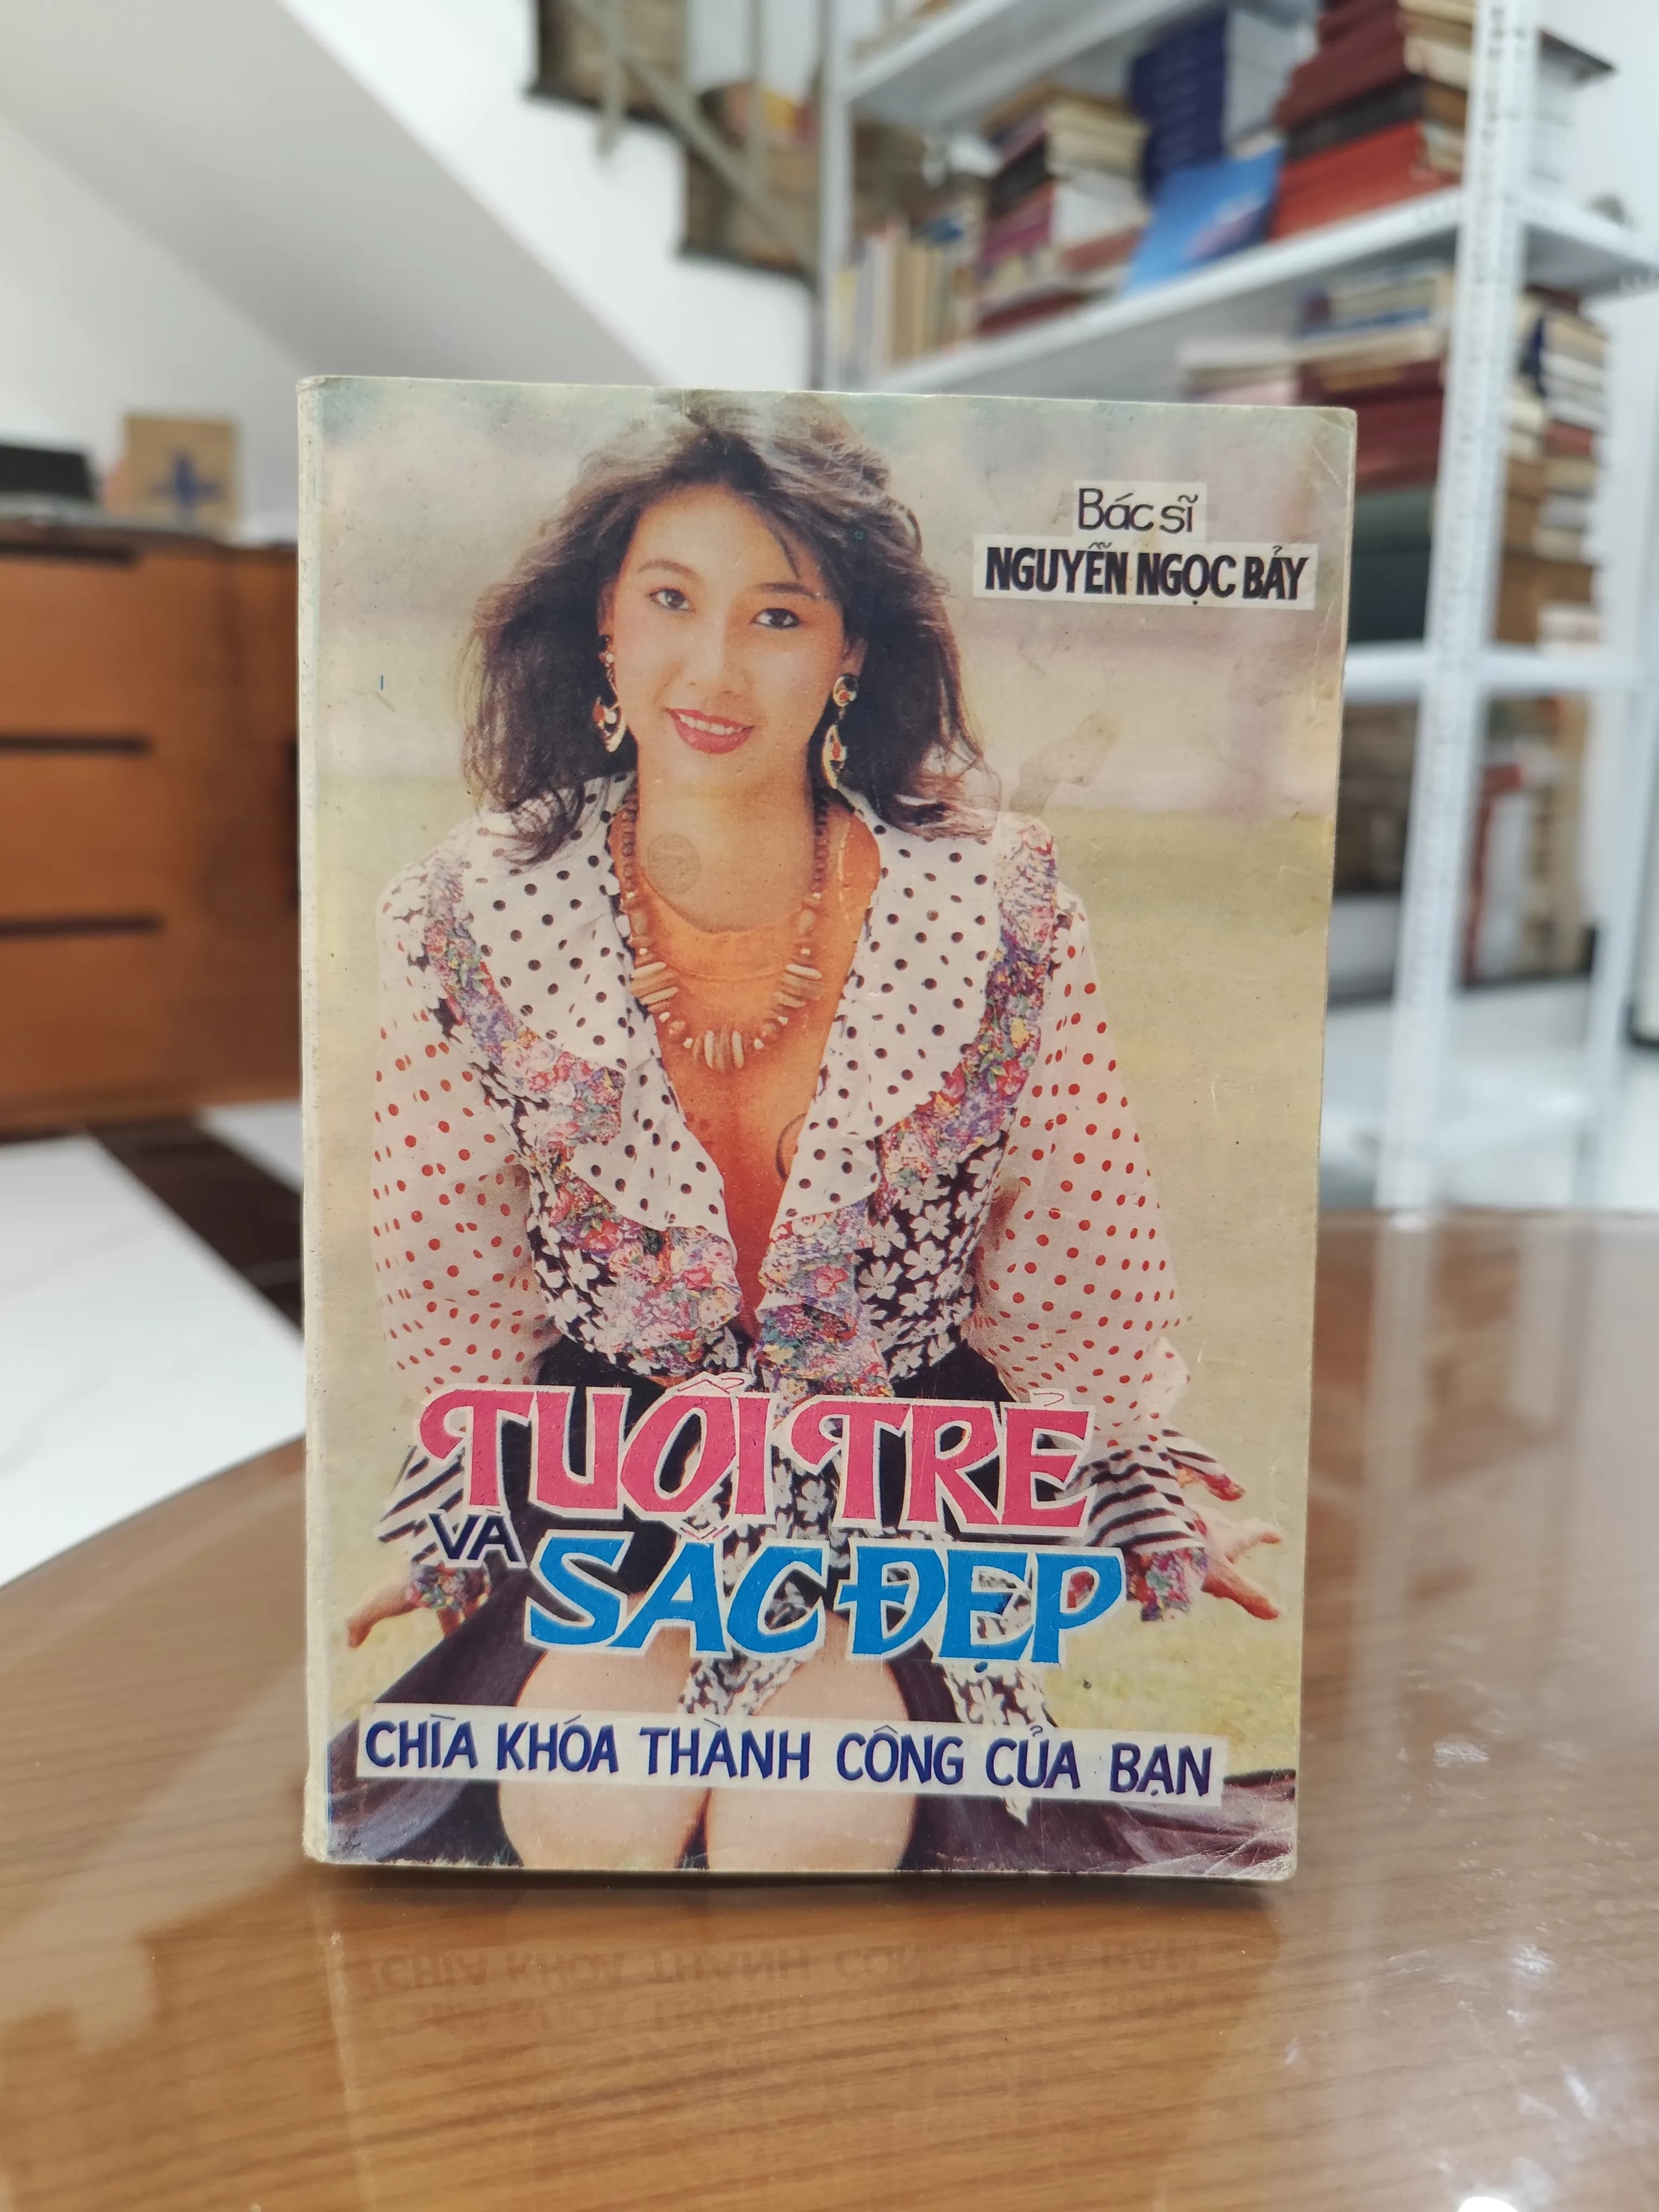 Bác sĩ
NGUYỄN NGỌC BẢY
TUỔI TRẺ
VÀ SẮC ĐẸP
CHÌA KHÓA THÀNH CÔNG CỦA BẠN